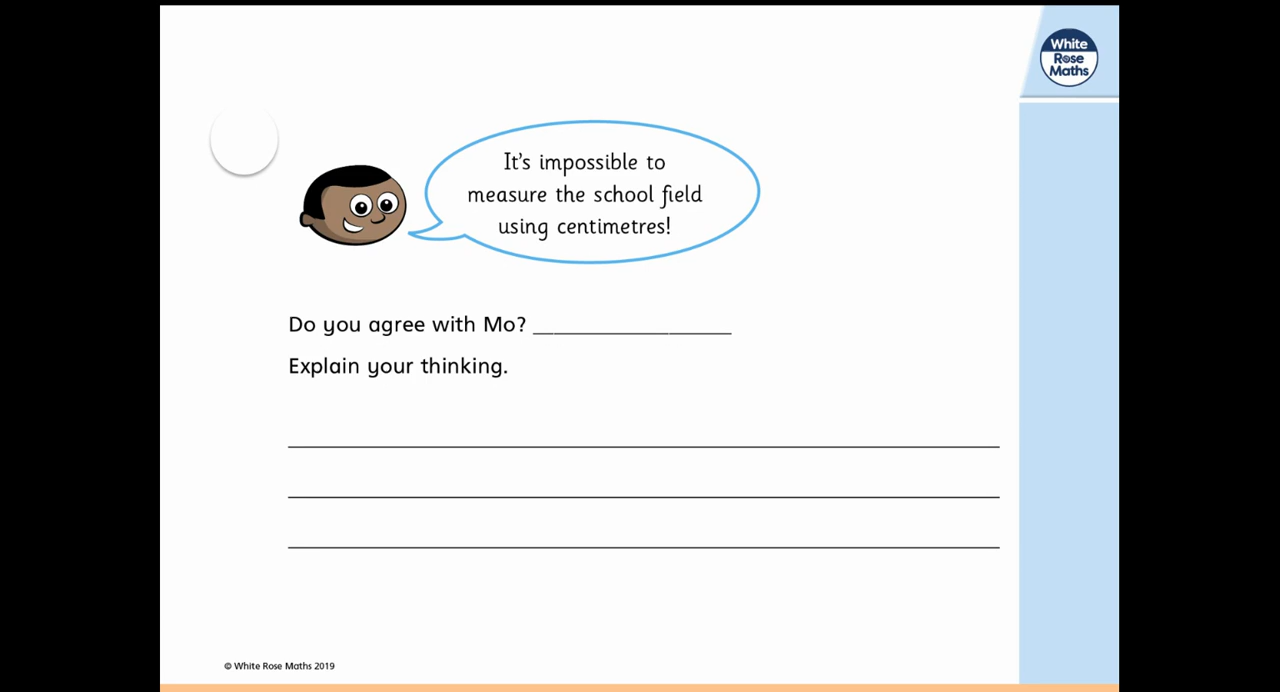 White
Rose
Maths
It's impossible to
measure the school field
using centimetres!
Do you agree with Mo? ___________________
Explain your thinking.
© White Rose Maths 2019